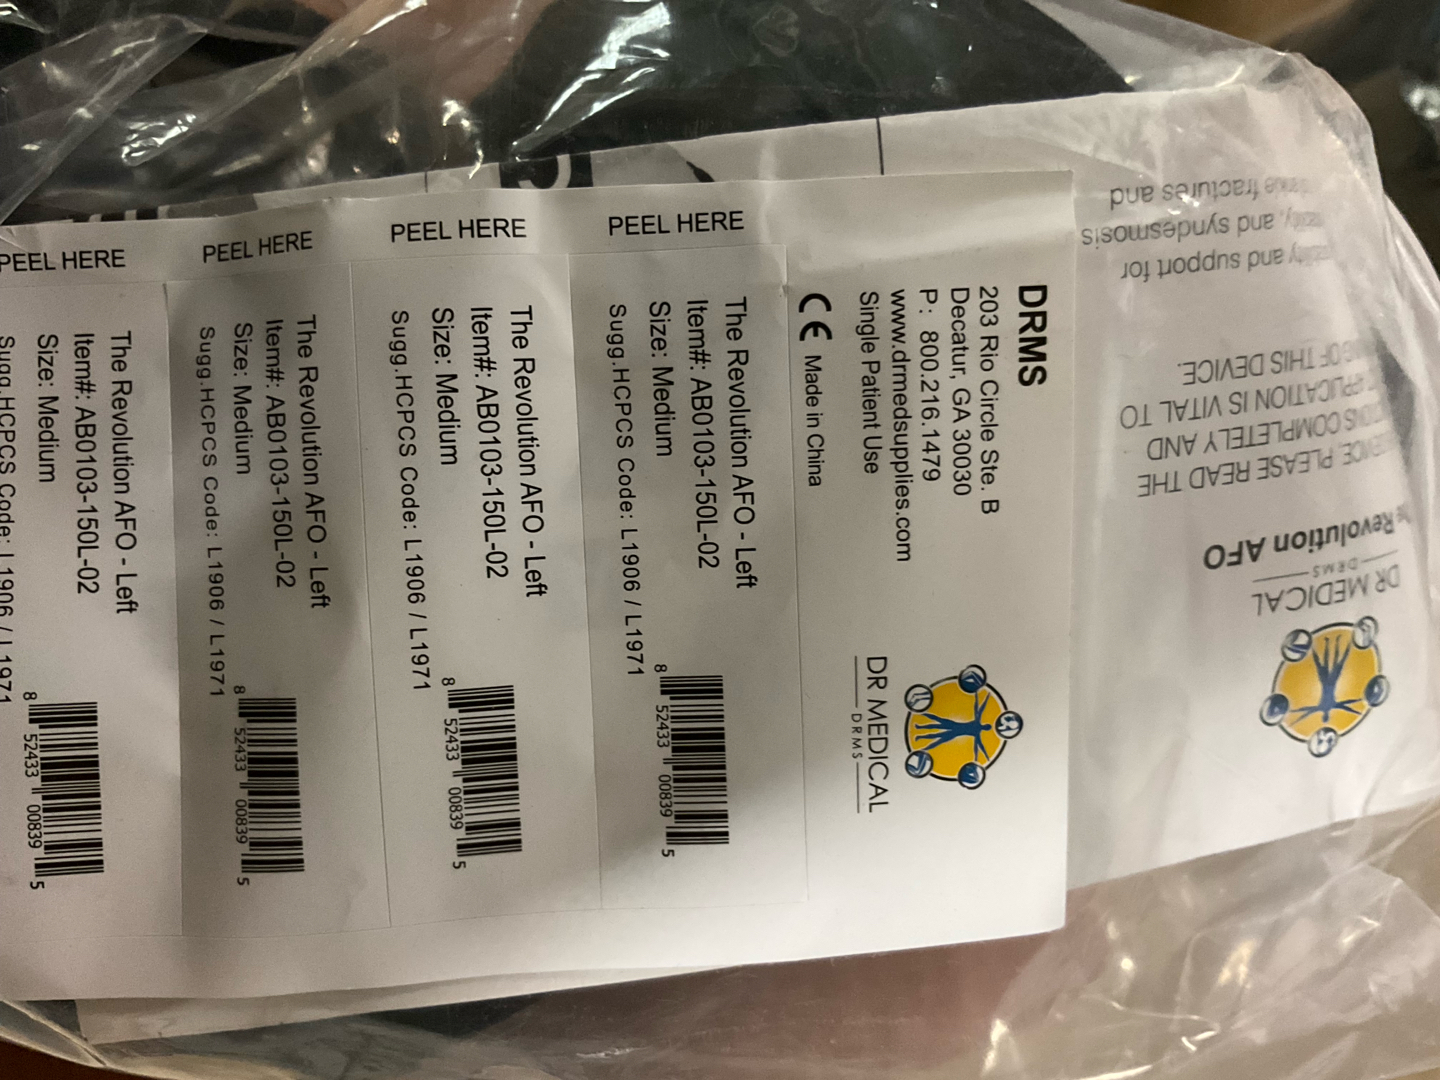 DRMS
203 Rio Circle Ste. B
Decatur, GA 30030
P: 800.216.1479
www.drmedsupplies.com
Single Patient Use
CE Made in China
DR MEDICAL
DRMS
PEEL HERE
The Revolution AFO - Left
Item#: AB0103-150L-02
Size: Medium
Sugg.HCPCS Code: L1906 / L1971
8 52433 00839 5
PEEL HERE
The Revolution AFO - Left
Item#: AB0103-150L-02
Size: Medium
Sugg.HCPCS Code: L1906 / L1971
8 52433 00839 5
PEEL HERE
The Revolution AFO - Left
Item#: AB0103-150L-02
Size: Medium
Sugg.HCPCS Code: L1906 / L1971
8 52433 00839 5
PEEL HERE
The Revolution AFO - Left
Item#: AB0103-150L-02
Size: Medium
Sugg.HCPCS Code: L1906 / L1971
8 52433 00839 5
DR MEDICAL
DRMS
Revolution AFO
PLEASE READ THE
COMPLETELY AND
APPLICATION IS VITAL TO
OF THIS DEVICE.
and support for
and syndesmosis
fractures and